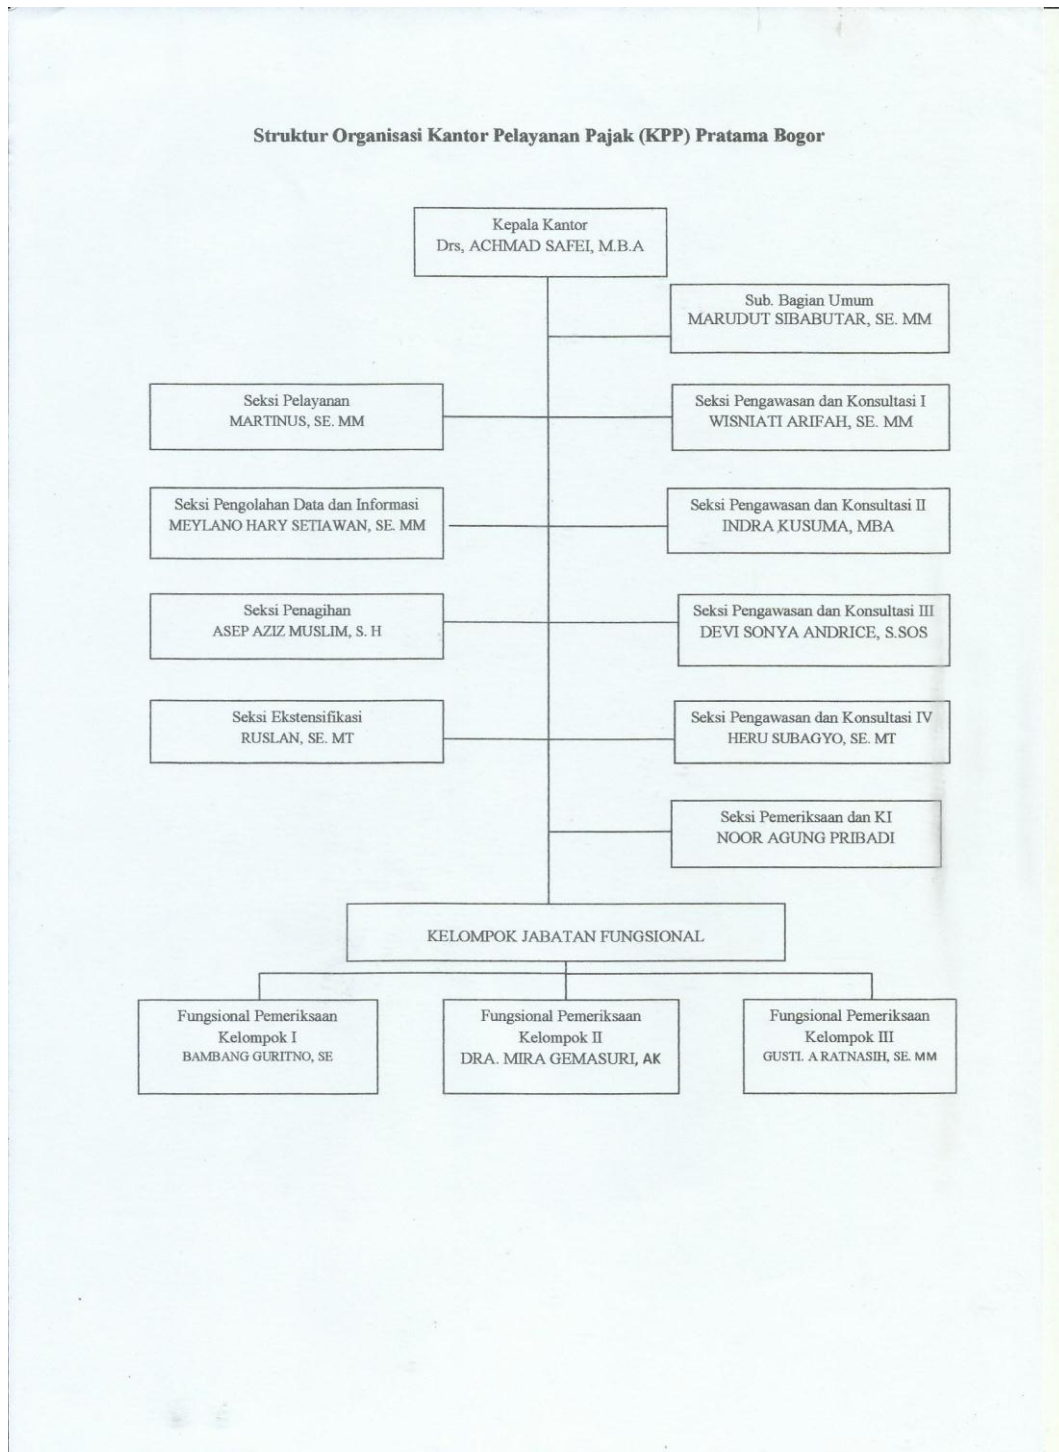 Struktur Organisasi Kantor Pelayanan Pajak (KPP) Pratama Bogor
Kepala Kantor
Drs, ACHMAD SAFEI, M.B.A
Sub. Bagian Umum
MARUDUT SIBABUTAR, SE. MM
Seksi Pelayanan
MARTINUS, SE. MM
Seksi Pengawasan dan Konsultasi I
WISNIATI ARIFAH, SE. MM
Seksi Pengolahan Data dan Informasi
MEYLANO HARY SETIAWAN, SE. MM
Seksi Pengawasan dan Konsultasi II
INDRA KUSUMA, MBA
Seksi Penagihan
ASEP AZIZ MUSLIM, S. H
Seksi Pengawasan dan Konsultasi III
DEVI SONYA ANDRICE, S.SOS
Seksi Ekstensifikasi
RUSLAN, SE. MT
Seksi Pengawasan dan Konsultasi IV
HERU SUBAGYO, SE. MT
Seksi Pemeriksaan dan KI
NOOR AGUNG PRIBADI
KELOMPOK JABATAN FUNGSIONAL
Fungsional Pemeriksaan
Kelompok I
BAMBANG GURITNO, SE
Fungsional Pemeriksaan
Kelompok II
DRA. MIRA GEMASURI, AK
Fungsional Pemeriksaan
Kelompok III
GUSTI. A RATNASIH, SE. MM